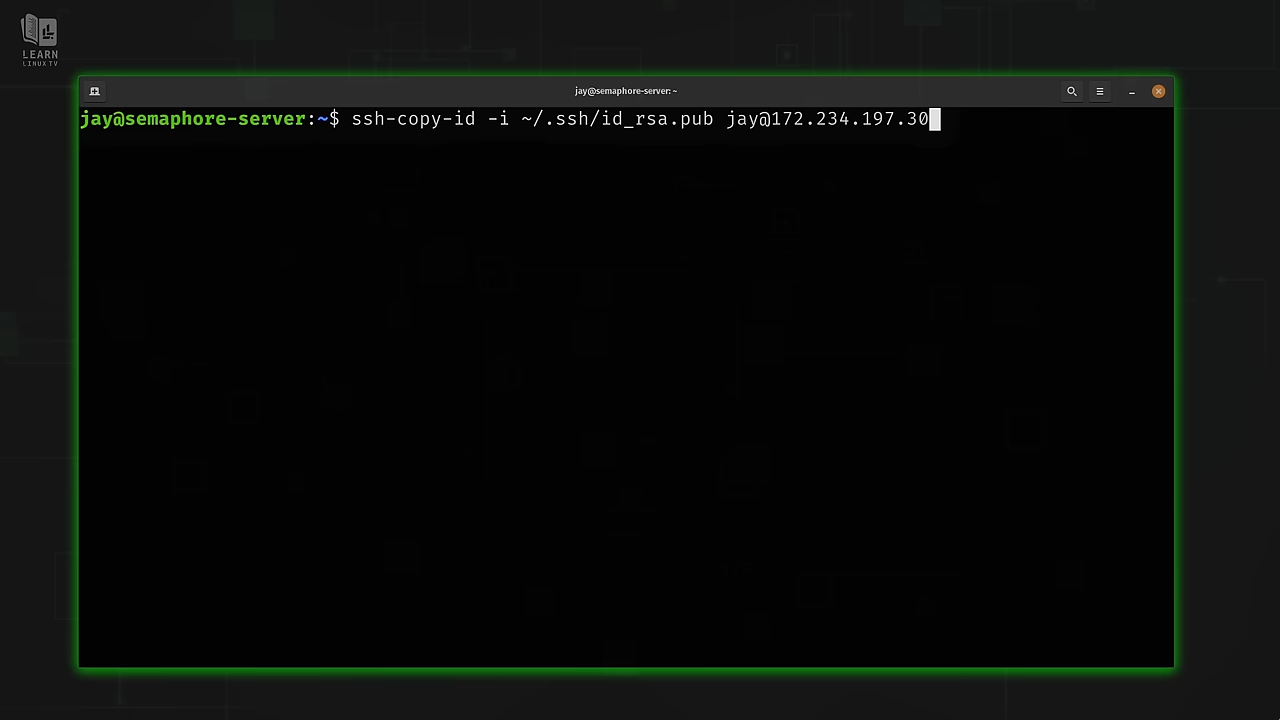 LEARN
LINUX TV
jay@semaphore-server: ~
jay@semaphore-server:~$ ssh-copy-id -i ~/.ssh/id_rsa.pub jay@172.234.197.30